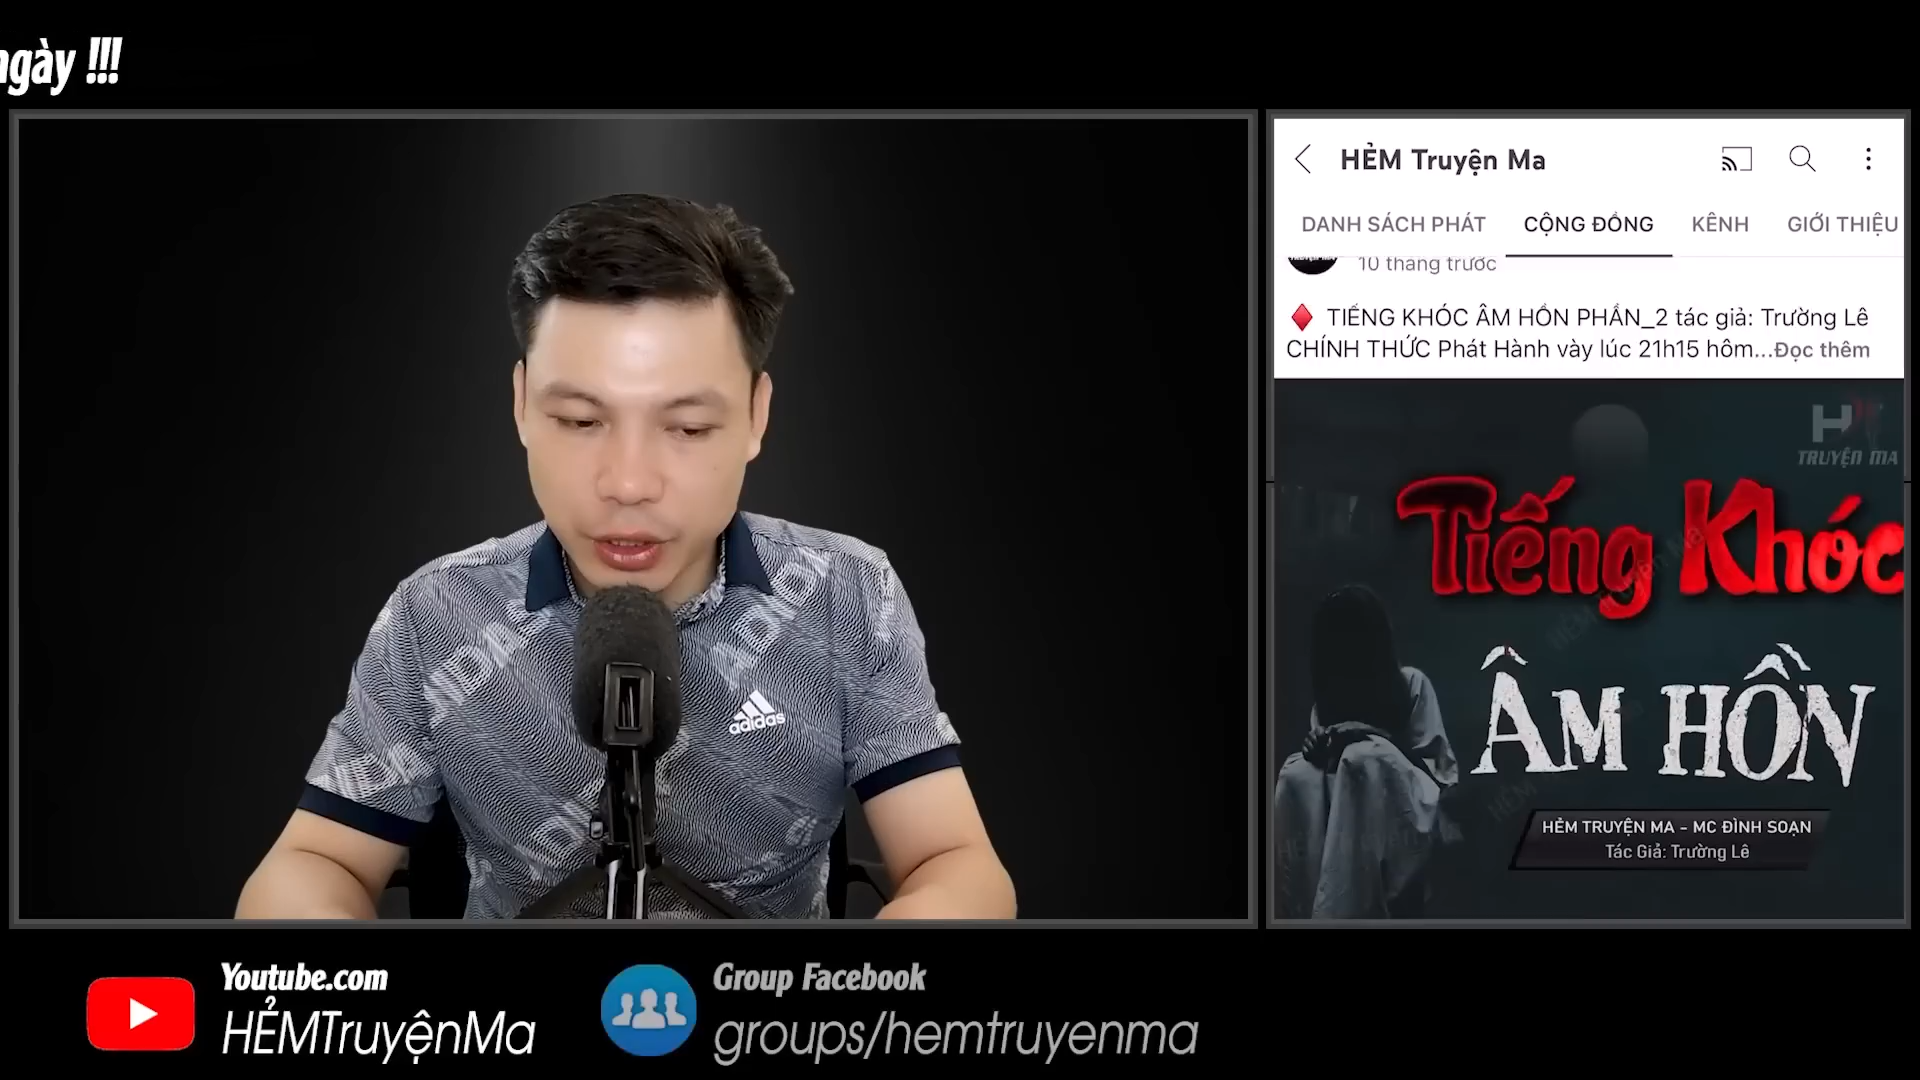 ngày !!!
HẺM Truyện Ma
DANH SÁCH PHÁT CỘNG ĐỒNG KÊNH GIỚI THIỆU
10 tháng trước
TIẾNG KHÓC ÂM HỒN PHẦN_2 tác giả: Trường Lê
CHÍNH THỨC Phát Hành vày lúc 21h15 hôm...Đọc thêm
TRUYỆN MA
Tiếng Khóc
ÂM HỒN
HẺM TRUYỆN MA - MC ĐÌNH SOẠN
Tác Giả: Trường Lê
adidas
Youtube.com
HẺMTruyệnMa
Group Facebook
groups/hemtruyenma